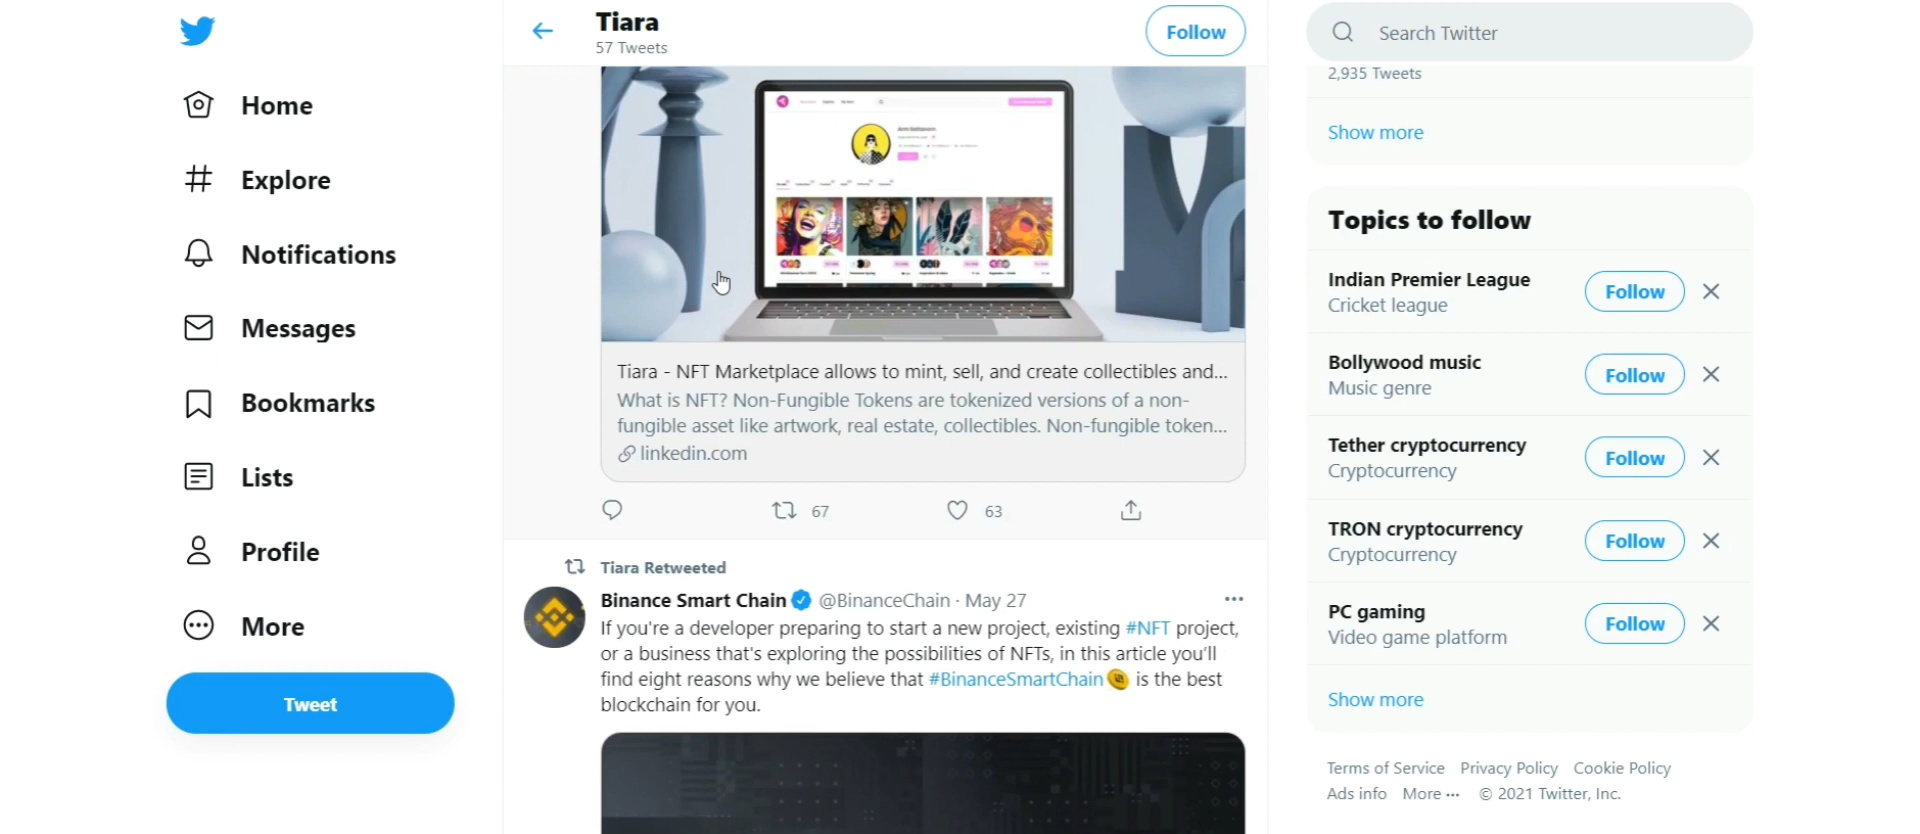 Home
Explore
Notifications
Messages
Bookmarks
Lists
Profile
More
Tweet
Tiara
57 Tweets
Follow
Tiara - NFT Marketplace allows to mint, sell, and create collectibles and...
What is NFT? Non-Fungible Tokens are tokenized versions of a non-
fungible asset like artwork, real estate, collectibles. Non-fungible token...
linkedin.com
67
63
Tiara Retweeted
Binance Smart Chain @BinanceChain · May 27
If you're a developer preparing to start a new project, existing #NFT project,
or a business that's exploring the possibilities of NFTs, in this article you'll
find eight reasons why we believe that #BinanceSmartChain is the best
blockchain for you.
Search Twitter
2,935 Tweets
Show more
Topics to follow
Indian Premier League
Cricket league
Follow
Bollywood music
Music genre
Follow
Tether cryptocurrency
Cryptocurrency
Follow
TRON cryptocurrency
Cryptocurrency
Follow
PC gaming
Video game platform
Follow
Show more
Terms of Service Privacy Policy Cookie Policy
Ads info More ··· © 2021 Twitter, Inc.